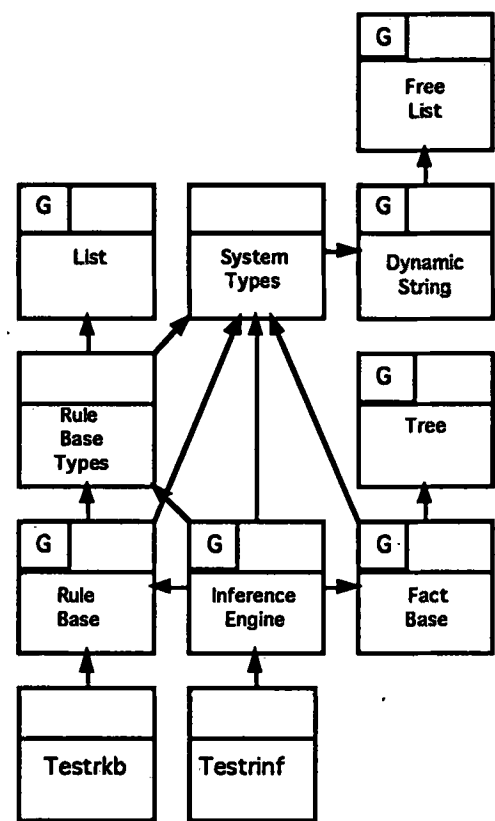 G
Free
List
G
List
System
Types
G
Dynamic
String
Rule
Base
Types
G
Tree
G
Rule
Base
G
Inference
Engine
G
Fact
Base
Testrkb
Testrinf